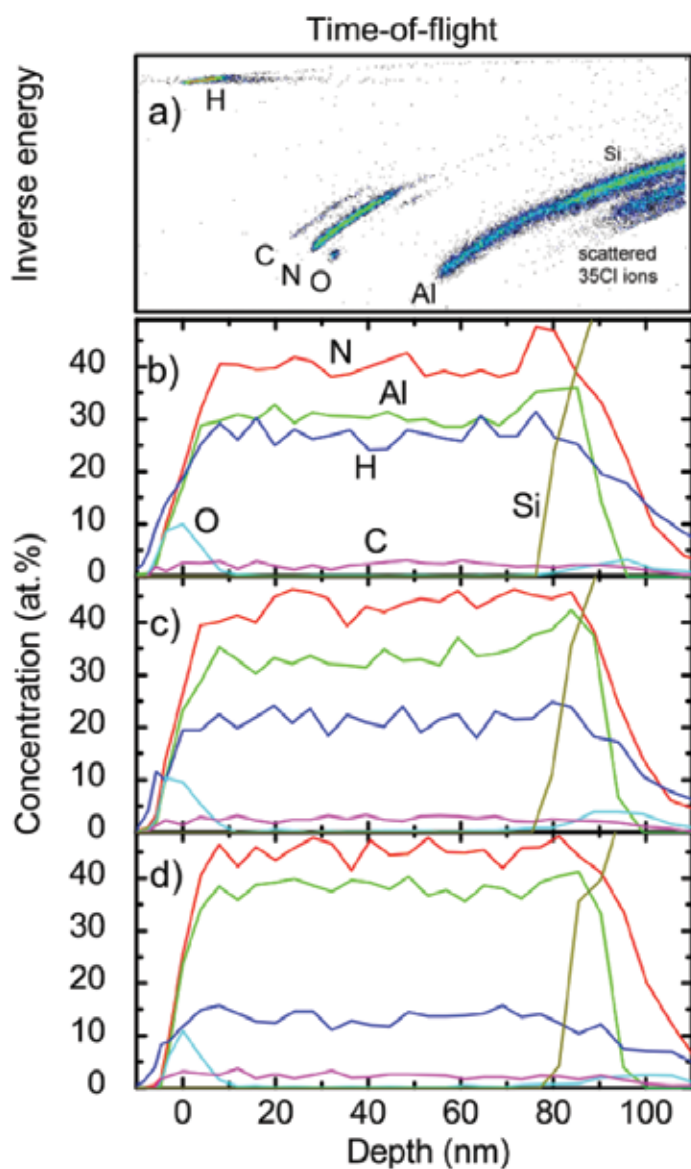 Time-of-flight
Inverse energy
a)
H
C
N
O
Al
Si
scattered
35Cl ions
Concentration (at.%)
b)
N
Al
H
O
C
Si
40
30
20
10
0
c)
40
30
20
10
0
d)
40
30
20
10
0
0 20 40 60 80 100
Depth (nm)